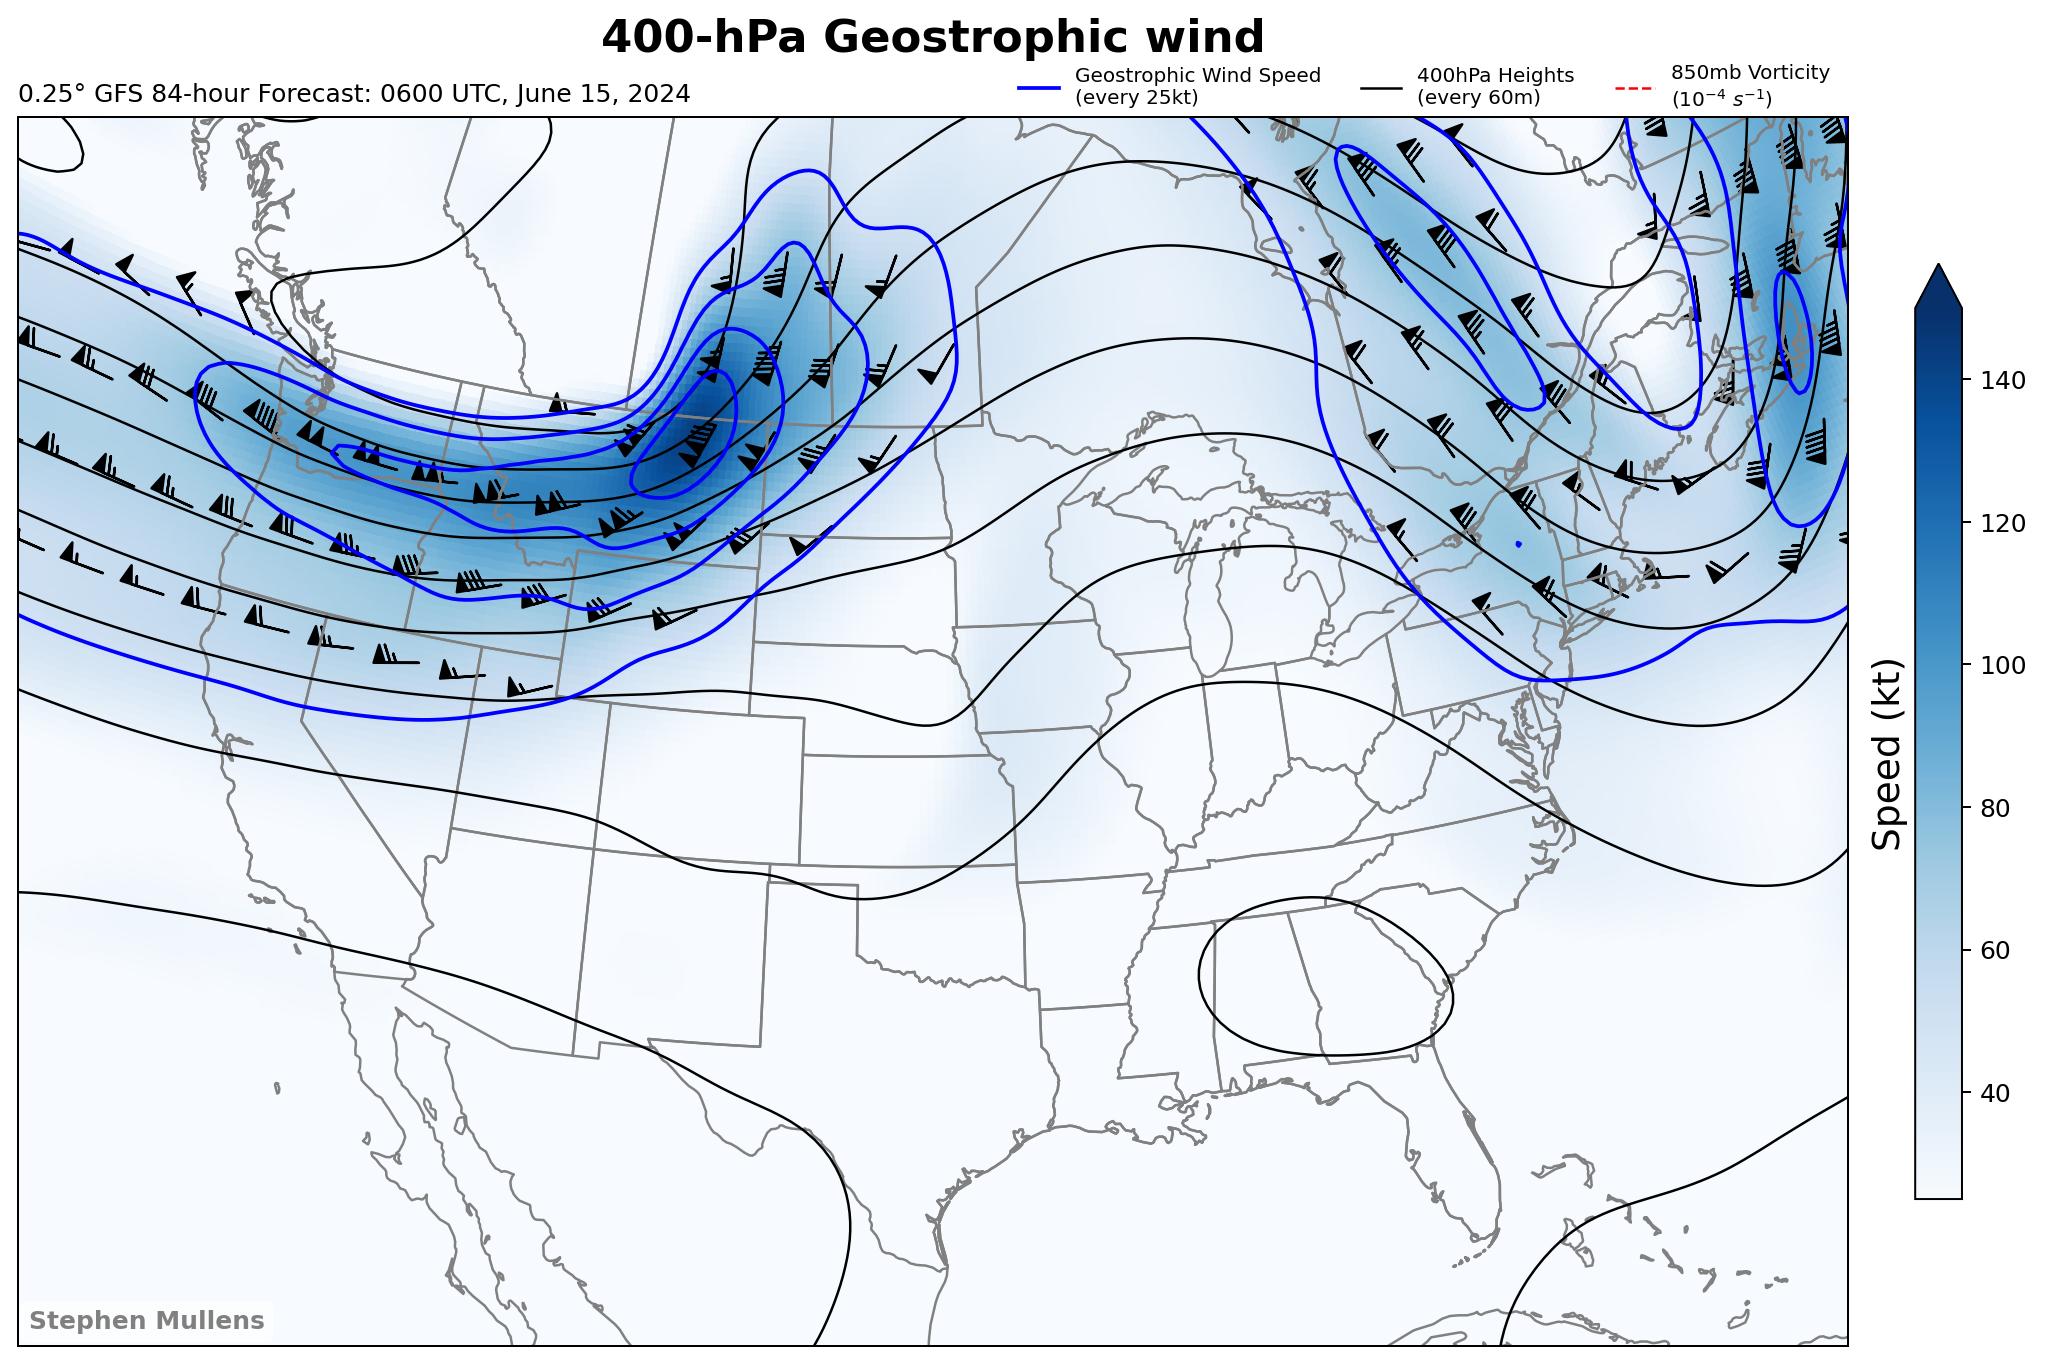 400-hPa Geostrophic wind
0.25° GFS 84-hour Forecast: 0600 UTC, June 15, 2024
Geostrophic Wind Speed
(every 25kt)
400hPa Heights
(every 60m)
850mb Vorticity
(10⁻⁴ s⁻¹)
140
120
100
80
60
40
Speed (kt)
Stephen Mullens